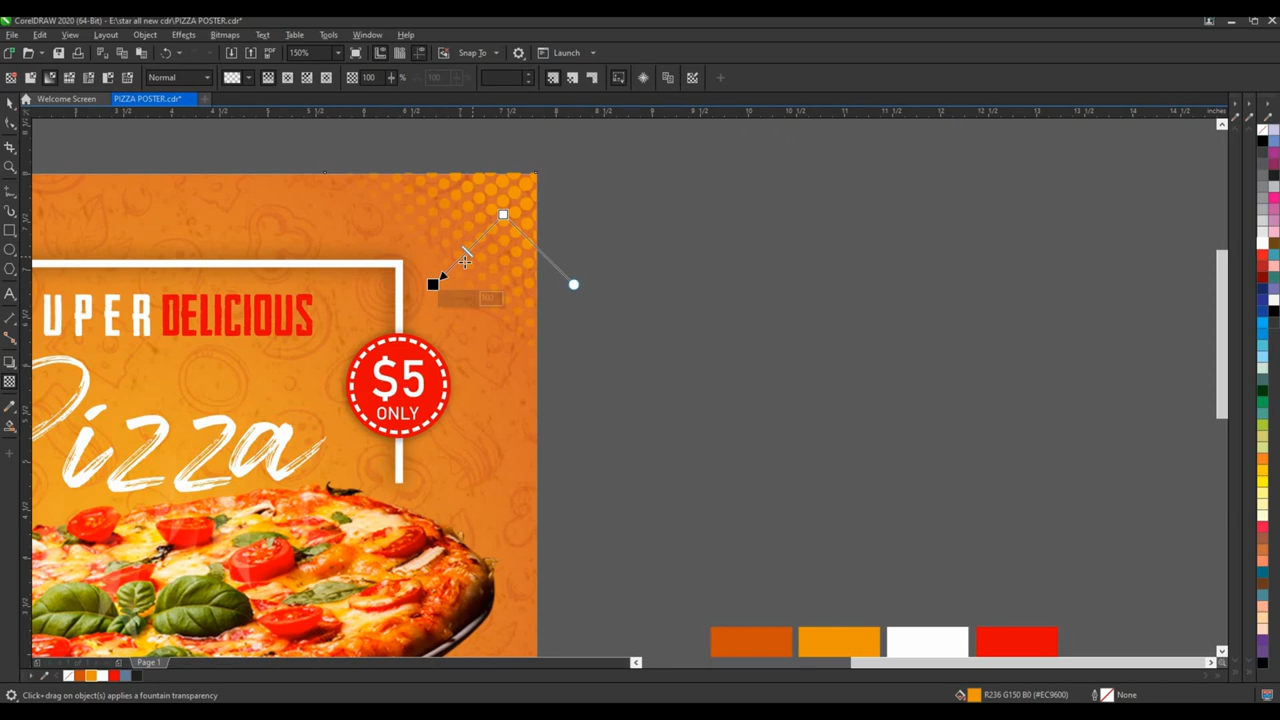 CorelDRAW 2020 (64-Bit) - E:\star all new cdr\PIZZA POSTER.cdr*
File Edit View Layout Object Effects Bitmaps Text Table Tools Window Help
PDF 150% Snap To Launch
Normal 100 % 100
Welcome Screen PIZZA POSTER.cdr*
inches
UPER DELICIOUS
$5
ONLY
Pizza
Page 1
Click+drag on object(s) applies a fountain transparency R236 G150 B0 (#EC9600) None